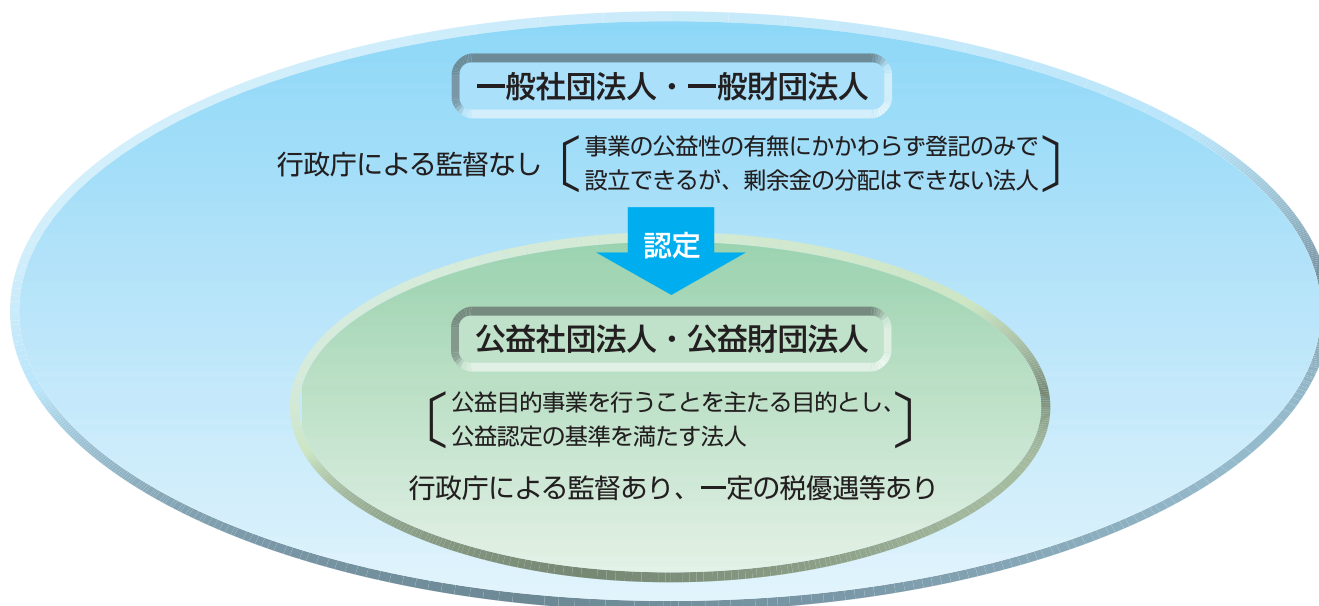 一般社団法人・一般財団法人
行政庁による監督なし
事業の公益性の有無にかかわらず登記のみで
設立できるが、剰余金の分配はできない法人
認定
公益社団法人・公益財団法人
公益目的事業を行うことを主たる目的とし、
公益認定の基準を満たす法人
行政庁による監督あり、一定の税優遇等あり